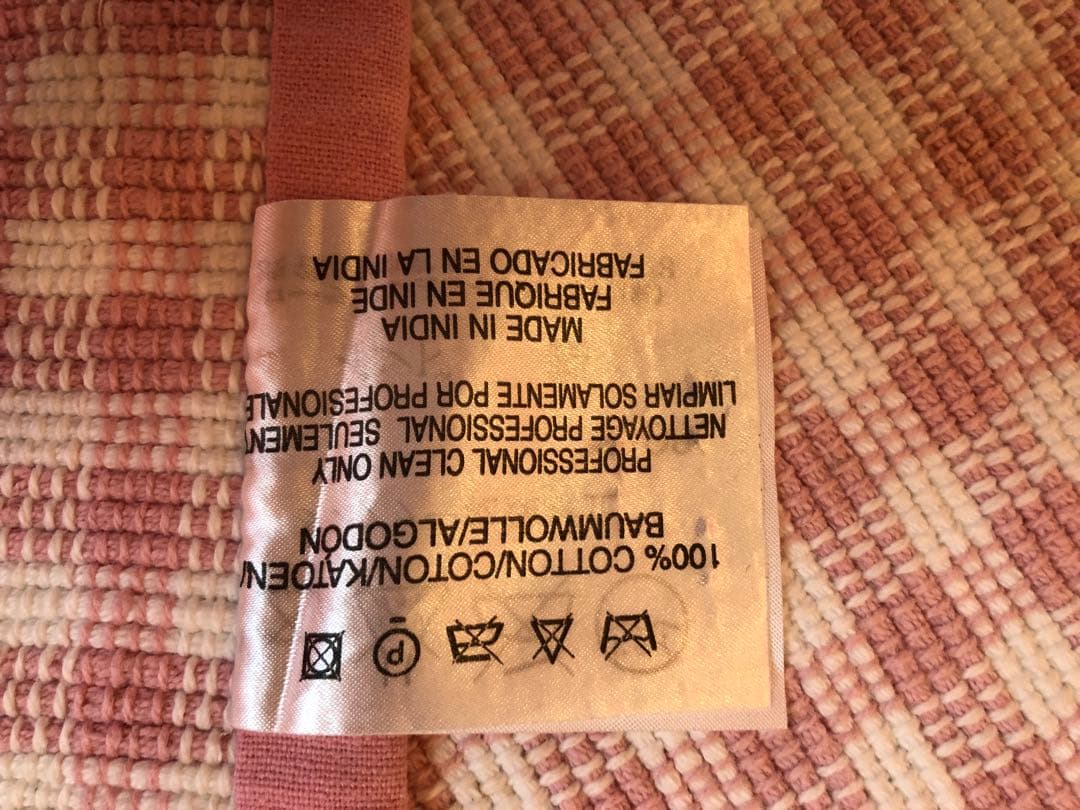 P
100% COTTON/COTON/KATOEN/
BAUMWOLLE/ALGODON
PROFESSIONAL CLEAN ONLY
NETTOYAGE PROFESSIONAL SEULEMENT
LIMPIAR SOLAMENTE POR PROFESIONALE
MADE IN INDIA
FABRIQUE EN INDE
FABRICADO EN LA INDIA